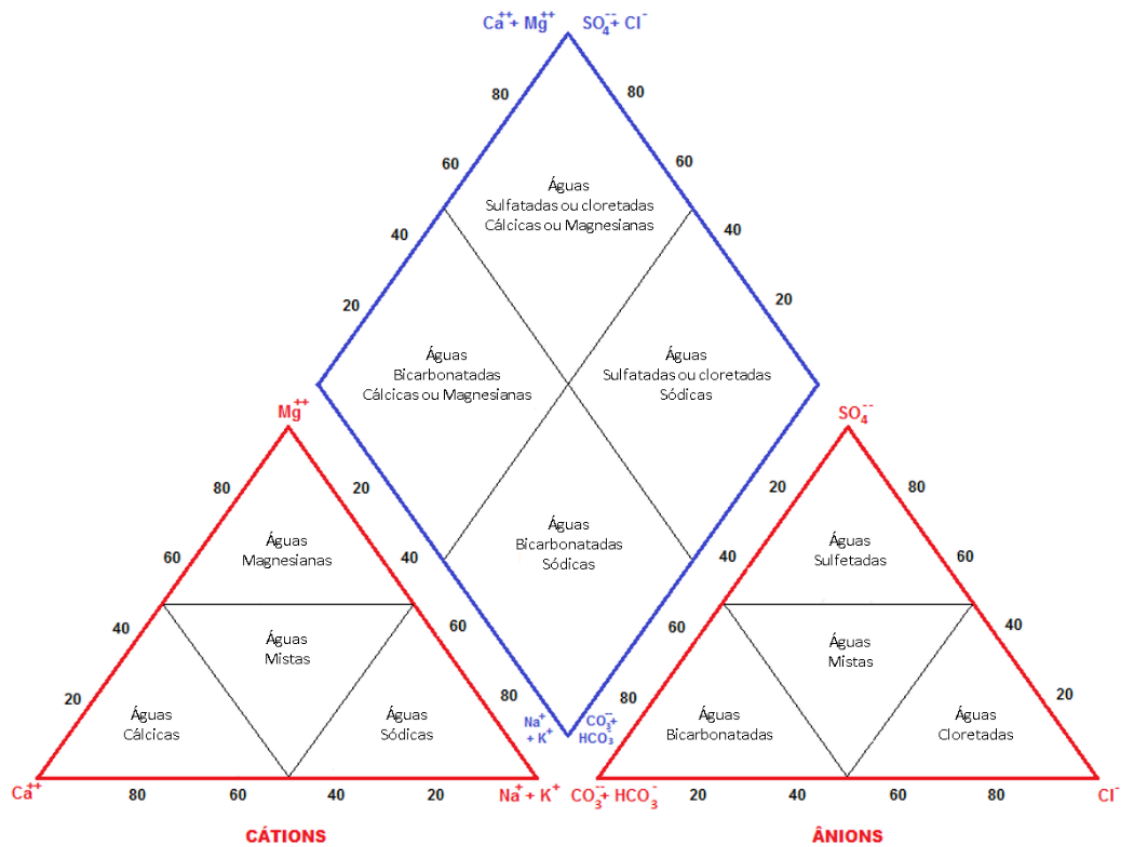 Ca⁺⁺ + Mg⁺⁺ SO₄⁻⁻ + Cl⁻
80 80
60 60
Águas
Sulfatadas ou cloretadas
Cálcicas ou Magnesianas
40 40
20 20
Águas
Bicarbonatadas
Cálcicas ou Magnesianas
Águas
Sulfatadas ou cloretadas
Sódicas
Mg⁺⁺ SO₄⁻⁻
80 20 20 80
Águas
Magnesianas
Águas
Bicarbonatadas
Sódicas
Águas
Sulfetadas
60 40 40 60
40 60 60 40
Águas
Mistas
Águas
Mistas
20 80 80 20
Na⁺
+ K⁺
CO₃⁻⁻ +
HCO₃⁻
Águas
Cálcicas
Águas
Sódicas
Águas
Bicarbonatadas
Águas
Cloretadas
Ca⁺⁺ 80 60 40 20 Na⁺ + K⁺ CO₃⁻⁻ + HCO₃⁻ 20 40 60 80 Cl⁻
CÁTIONS ÂNIONS